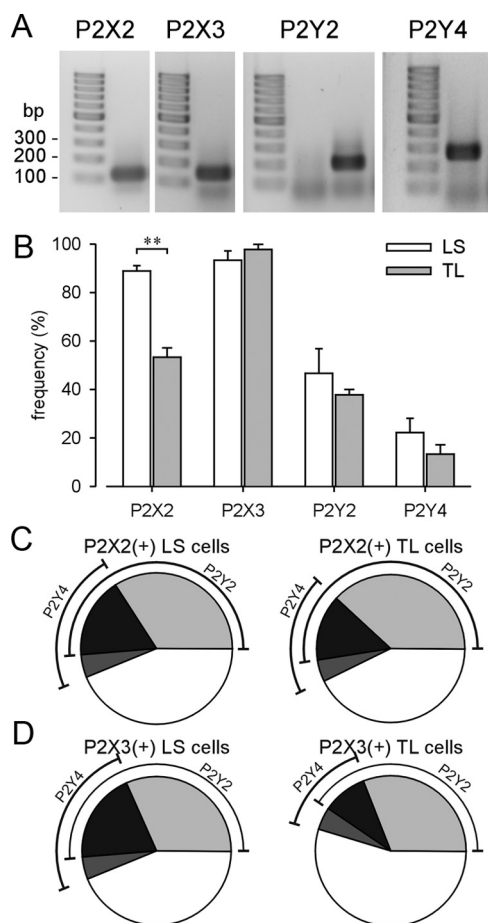 A
P2X2 P2X3 P2Y2 P2Y4
bp
300 -
200 -
100 -
B
100
80
60
40
20
0
frequency (%)
**
LS
TL
P2X2 P2X3 P2Y2 P2Y4
C
P2X2(+) LS cells P2X2(+) TL cells
P2Y4 P2Y2 P2Y4 P2Y2
D
P2X3(+) LS cells P2X3(+) TL cells
P2Y4 P2Y2 P2Y4 P2Y2